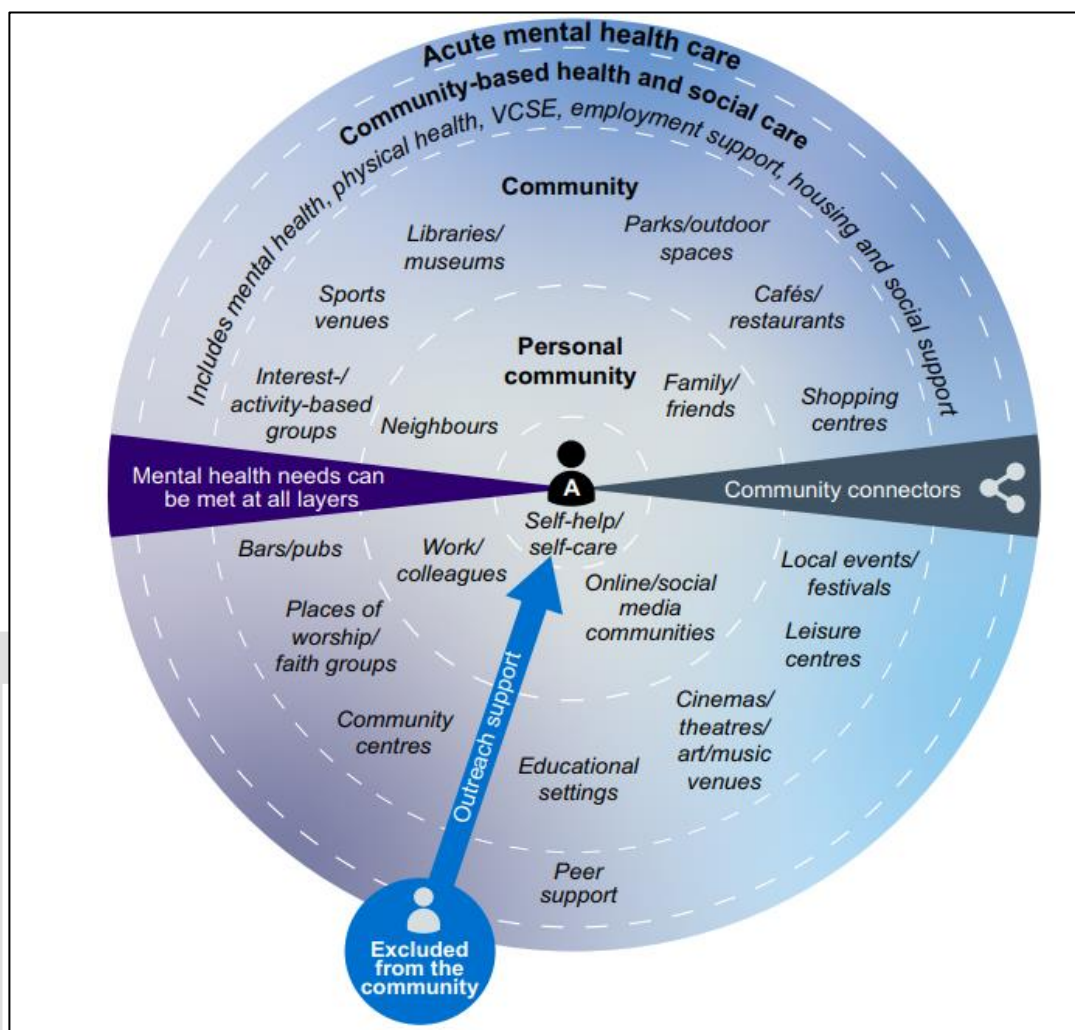 Acute mental health care
Community-based health and social care
Includes mental health, physical health, VCSE, employment support, housing and social support
Community
Libraries/
museums
Parks/outdoor
spaces
Sports
venues
Cafés/
restaurants
Personal
community
Interest-/
activity-based
groups
Neighbours
Family/
friends
Shopping
centres
Mental health needs can
be met at all layers
A
Community connectors
Self-help/
self-care
Bars/pubs
Work/
colleagues
Online/social
media
communities
Local events/
festivals
Places of
worship/
faith groups
Leisure
centres
Outreach support
Community
centres
Educational
settings
Cinemas/
theatres/
art/music
venues
Peer
support
Excluded
from the
community